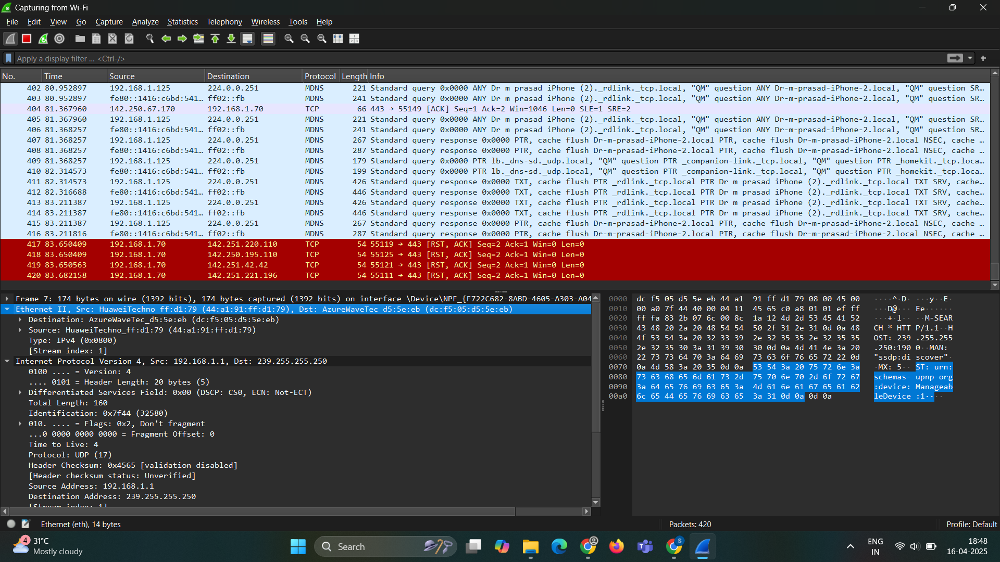 Capturing from Wi-Fi
File Edit View Go Capture Analyze Statistics Telephony Wireless Tools Help
Apply a display filter ... <Ctrl-/>
No. Time Source Destination Protocol Length Info
402 80.952897 192.168.1.125 224.0.0.251 MDNS 221 Standard query 0x0000 ANY Dr m prasad iPhone (2)._rdlink._tcp.local, "QM" question ANY Dr-m-prasad-iPhone-2.local, "QM" question SR…
403 80.952897 fe80::1416:c6bd:541… ff02::fb MDNS 241 Standard query 0x0000 ANY Dr m prasad iPhone (2)._rdlink._tcp.local, "QM" question ANY Dr-m-prasad-iPhone-2.local, "QM" question SR…
404 81.367960 142.250.67.170 192.168.1.70 TCP 66 443 → 55149 [ACK] Seq=1 Ack=2 Win=1046 Len=0 SLE=1 SRE=2
405 81.367960 192.168.1.125 224.0.0.251 MDNS 221 Standard query 0x0000 ANY Dr m prasad iPhone (2)._rdlink._tcp.local, "QM" question ANY Dr-m-prasad-iPhone-2.local, "QM" question SR…
406 81.368257 fe80::1416:c6bd:541… ff02::fb MDNS 241 Standard query 0x0000 ANY Dr m prasad iPhone (2)._rdlink._tcp.local, "QM" question ANY Dr-m-prasad-iPhone-2.local, "QM" question SR…
407 81.368257 192.168.1.125 224.0.0.251 MDNS 267 Standard query response 0x0000 PTR, cache flush Dr-m-prasad-iPhone-2.local PTR, cache flush Dr-m-prasad-iPhone-2.local NSEC, cache …
408 81.368257 fe80::1416:c6bd:541… ff02::fb MDNS 287 Standard query response 0x0000 PTR, cache flush Dr-m-prasad-iPhone-2.local PTR, cache flush Dr-m-prasad-iPhone-2.local NSEC, cache …
409 81.368257 192.168.1.125 224.0.0.251 MDNS 179 Standard query 0x0000 PTR lb._dns-sd._udp.local, "QM" question PTR _companion-link._tcp.local, "QM" question PTR _homekit._tcp.loca…
410 82.314573 fe80::1416:c6bd:541… ff02::fb MDNS 199 Standard query 0x0000 PTR lb._dns-sd._udp.local, "QM" question PTR _companion-link._tcp.local, "QM" question PTR _homekit._tcp.loca…
411 82.314573 192.168.1.125 224.0.0.251 MDNS 426 Standard query response 0x0000 TXT, cache flush PTR _rdlink._tcp.local PTR Dr m prasad iPhone (2)._rdlink._tcp.local TXT SRV, cache…
412 82.316688 fe80::1416:c6bd:541… ff02::fb MDNS 446 Standard query response 0x0000 TXT, cache flush PTR _rdlink._tcp.local PTR Dr m prasad iPhone (2)._rdlink._tcp.local TXT SRV, cache…
413 83.211387 192.168.1.125 224.0.0.251 MDNS 426 Standard query response 0x0000 TXT, cache flush PTR _rdlink._tcp.local PTR Dr m prasad iPhone (2)._rdlink._tcp.local TXT SRV, cache…
414 83.211387 fe80::1416:c6bd:541… ff02::fb MDNS 446 Standard query response 0x0000 TXT, cache flush PTR _rdlink._tcp.local PTR Dr m prasad iPhone (2)._rdlink._tcp.local TXT SRV, cache…
415 83.211387 192.168.1.125 224.0.0.251 MDNS 267 Standard query response 0x0000 PTR, cache flush Dr-m-prasad-iPhone-2.local PTR, cache flush Dr-m-prasad-iPhone-2.local NSEC, cache …
416 83.211816 fe80::1416:c6bd:541… ff02::fb MDNS 287 Standard query response 0x0000 PTR, cache flush Dr-m-prasad-iPhone-2.local PTR, cache flush Dr-m-prasad-iPhone-2.local NSEC, cache …
417 83.650409 192.168.1.70 142.251.220.110 TCP 54 55119 → 443 [RST, ACK] Seq=2 Ack=1 Win=0 Len=0
418 83.650409 192.168.1.70 142.250.195.110 TCP 54 55125 → 443 [RST, ACK] Seq=2 Ack=1 Win=0 Len=0
419 83.650563 192.168.1.70 142.251.42.42 TCP 54 55121 → 443 [RST, ACK] Seq=2 Ack=1 Win=0 Len=0
420 83.682158 192.168.1.70 142.251.221.196 TCP 54 55111 → 443 [RST, ACK] Seq=2 Ack=1 Win=0 Len=0
Frame 7: 174 bytes on wire (1392 bits), 174 bytes captured (1392 bits) on interface \Device\NPF_{F722C682-8ABD-4605-A303-A04
Ethernet II, Src: HuaweiTechno_ff:d1:79 (44:a1:91:ff:d1:79), Dst: AzureWaveTec_d5:5e:eb (dc:f5:05:d5:5e:eb)
Destination: AzureWaveTec_d5:5e:eb (dc:f5:05:d5:5e:eb)
Source: HuaweiTechno_ff:d1:79 (44:a1:91:ff:d1:79)
Type: IPv4 (0x0800)
[Stream index: 1]
Internet Protocol Version 4, Src: 192.168.1.1, Dst: 239.255.255.250
0100 .... = Version: 4
.... 0101 = Header Length: 20 bytes (5)
Differentiated Services Field: 0x00 (DSCP: CS0, ECN: Not-ECT)
Total Length: 160
Identification: 0x7f44 (32580)
010. .... = Flags: 0x2, Don't fragment
...0 0000 0000 0000 = Fragment Offset: 0
Time to Live: 4
Protocol: UDP (17)
Header Checksum: 0x4565 [validation disabled]
[Header checksum status: Unverified]
Source Address: 192.168.1.1
Destination Address: 239.255.255.250
[Stream index: 1]
0000 dc f5 05 d5 5e eb 44 a1 91 ff d1 79 08 00 45 00 ····^·D· ···y··E·
0010 00 a0 7f 44 40 00 04 11 45 65 c0 a8 01 01 ef ff ···D@··· Ee······
0020 ff fa 83 2b 07 6c 00 8c 1a 12 4d 2d 53 45 41 52 ···+·l·· ··M-SEAR
0030 43 48 20 2a 20 48 54 54 50 2f 31 2e 31 0d 0a 48 CH * HTT P/1.1··H
0040 4f 53 54 3a 20 32 33 39 2e 32 35 35 2e 32 35 35 OST: 239 .255.255
0050 2e 32 35 30 3a 31 39 30 30 0d 0a 4d 41 4e 3a 20 .250:190 0··MAN:
0060 22 73 73 64 70 3a 64 69 73 63 6f 76 65 72 22 0d "ssdp:di scover"·
0070 0a 4d 58 3a 20 35 0d 0a 53 54 3a 20 75 72 6e 3a ·MX: 5·· ST: urn:
0080 73 63 68 65 6d 61 73 2d 75 70 6e 70 2d 6f 72 67 schemas- upnp-org
0090 3a 64 65 76 69 63 65 3a 4d 61 6e 61 67 65 61 62 :device: Manageab
00a0 6c 65 44 65 76 69 63 65 3a 31 0d 0a 0d 0a leDevice :1····
Ethernet (eth), 14 bytes Packets: 420 Profile: Default
4
31°C
Mostly cloudy
Search
S
ENG
IN
18:48
16-04-2025